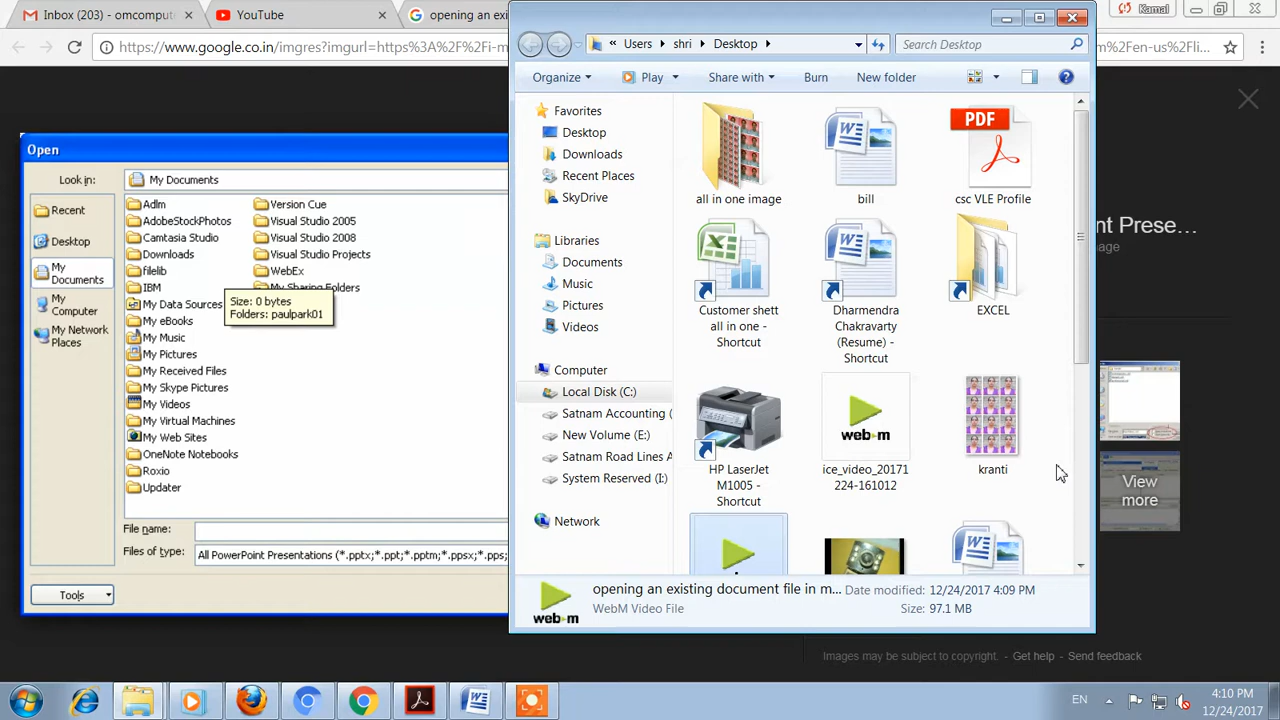 Inbox (203) - omcompute
YouTube
opening an exi
Kamal
https://www.google.co.in/imgres?imgurl=https%3A%2F%2Fi-m
m%2Fen-us%2Fli
« Users shri Desktop
Search Desktop
Organize Play Share with Burn New folder
Open
Look in: My Documents
Recent
Desktop
My
Documents
My
Computer
My Network
Places
Adlm
AdobeStockPhotos
Camtasia Studio
Downloads
filelib
IBM
My Data Sources
My eBooks
My Music
My Pictures
My Received Files
My Skype Pictures
My Videos
My Virtual Machines
My Web Sites
OneNote Notebooks
Roxio
Updater
Version Cue
Visual Studio 2005
Visual Studio 2008
Visual Studio Projects
WebEx
My Sharing Folders
Size: 0 bytes
Folders: paulpark01
File name:
Files of type: All PowerPoint Presentations (*.pptx;*.ppt;*.pptm;*.ppsx;*.pps;
Tools
Favorites
Desktop
Downloads
Recent Places
SkyDrive
Libraries
Documents
Music
Pictures
Videos
Computer
Local Disk (C:)
Satnam Accounting (
New Volume (E:)
Satnam Road Lines A
System Reserved (I:)
Network
all in one image
bill
PDF
csc VLE Profile
Customer shett
all in one -
Shortcut
Dharmendra
Chakravarty
(Resume) -
Shortcut
EXCEL
HP LaserJet
M1005 -
Shortcut
web-m
ice_video_20171
224-161012
kranti
web-m
opening an existing document file in m...
WebM Video File
Date modified: 12/24/2017 4:09 PM
Size: 97.1 MB
nt Prese...
age
View
more
Images may be subject to copyright. - Get help - Send feedback
EN
4:10 PM
12/24/2017